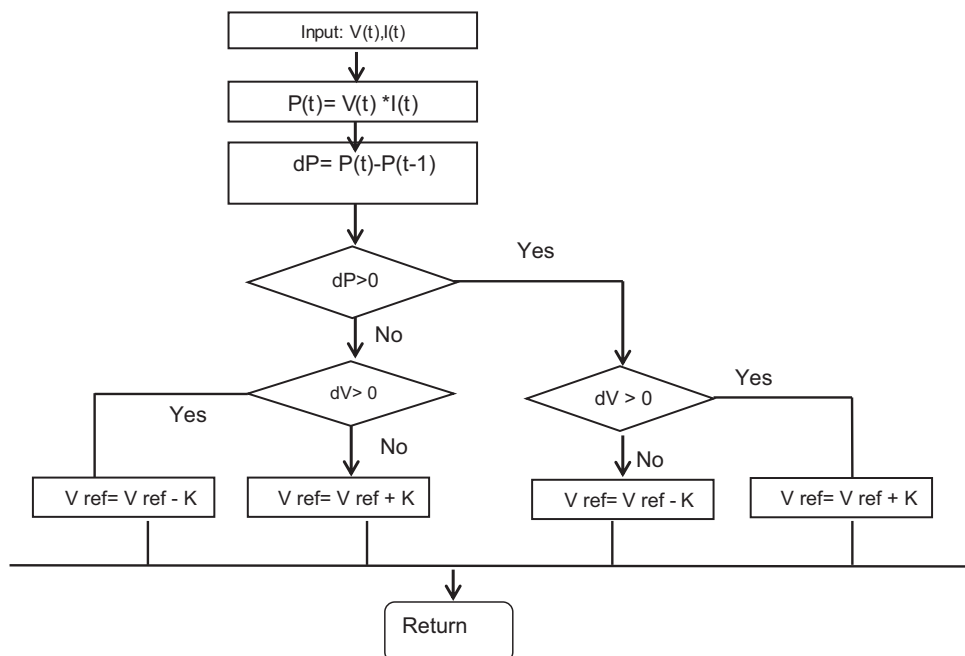 Input: V(t),I(t)
P(t)= V(t) *I(t)
dP= P(t)-P(t-1)
Yes
dP>0
No
dV> 0
dV > 0
Yes
Yes
No
No
V ref= V ref - K
V ref= V ref + K
V ref= V ref - K
V ref= V ref + K
Return